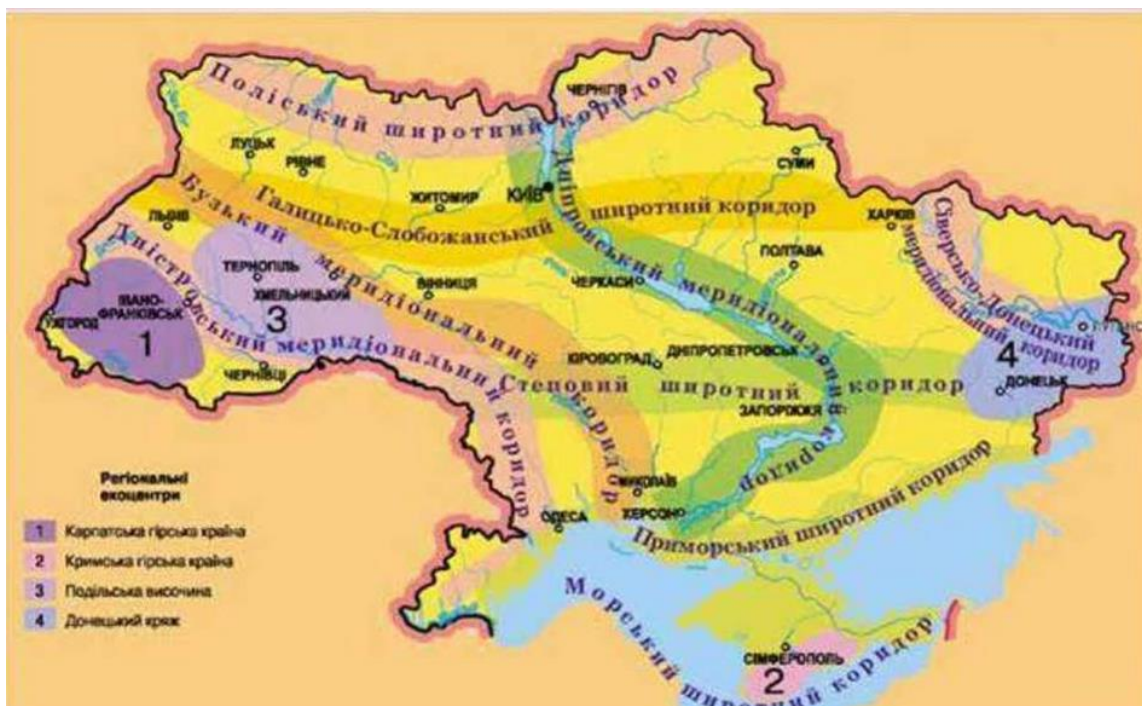 Поліський широтний коридор
ЧЕРНІГІВ
ЛУЦЬК
РІВНЕ
СУМИ
ЖИТОМИР
КИЇВ
Галицько-Слобожанський широтний коридор
ЛЬВІВ
ХАРКІВ
Бузький меридіональний коридор
Дніпровський меридіональний коридор
Сіверсько-Донецький меридіональний коридор
ПОЛТАВА
ТЕРНОПІЛЬ
ХМЕЛЬНИЦЬКИЙ
ВІННИЦЯ
ЧЕРКАСИ
Дністровський меридіональний коридор
ІВАНО-
ФРАНКІВСЬК
УЖГОРОД
1
3
ЧЕРНІВЦІ
КІРОВОГРАД
ДНІПРОПЕТРОВСЬК
4
Степовий широтний коридор
ДОНЕЦЬК
ЗАПОРІЖЖЯ
МИКОЛАЇВ
ХЕРСОН
ОДЕСА
Приморський широтний коридор
Морський широтний коридор
СІМФЕРОПОЛЬ
2
Регіональні
екоцентри
1 Карпатська гірська країна
2 Кримська гірська країна
3 Подільська височина
4 Донецький кряж